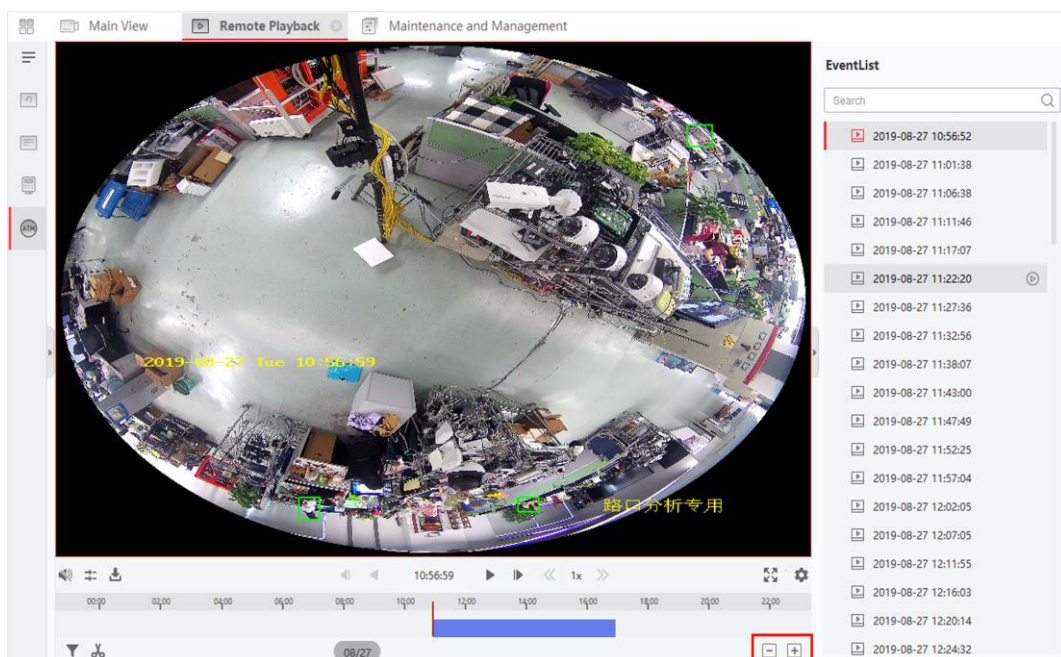 Main View
Remote Playback
Maintenance and Management
EventList
Search
ATM
2019-08-27 10:56:52
2019-08-27 11:01:38
2019-08-27 11:06:38
2019-08-27 11:11:46
2019-08-27 11:17:07
2019-08-27 11:22:20
2019-08-27 11:27:36
2019-08-27 11:32:56
2019-08-27 11:38:07
2019-08-27 11:43:00
2019-08-27 11:47:49
2019-08-27 11:52:25
2019-08-27 11:57:04
2019-08-27 12:02:05
2019-08-27 12:07:05
2019-08-27 12:11:55
2019-08-27 12:16:03
2019-08-27 12:20:14
2019-08-27 12:24:32
2019-08-27 Tue 10:56:59
路口分析专用
10:56:59
1x
00:00 02:00 04:00 06:00 08:00 10:00 12:00 14:00 16:00 18:00 20:00 22:00
08/27